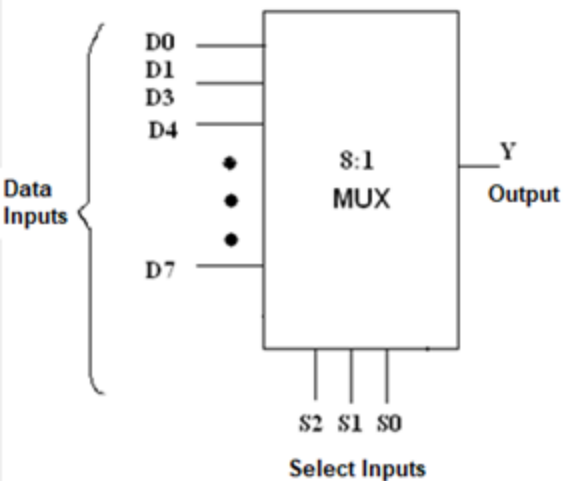 D0
D1
D3
D4
D7
Data
Inputs
8:1
MUX
Y
Output
S2 S1 S0
Select Inputs